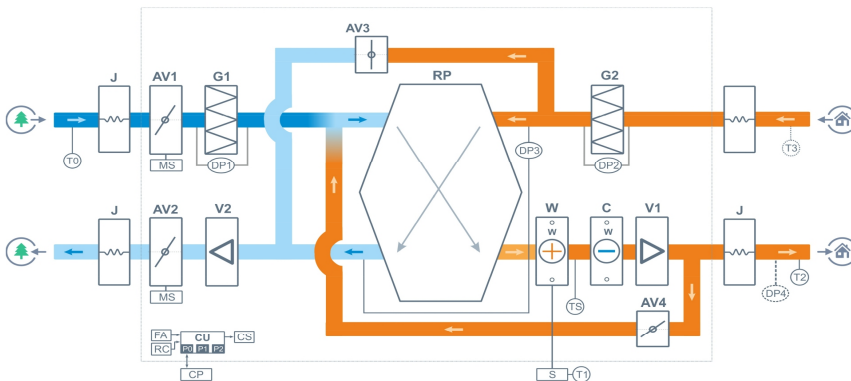 AV3
J
AV1
G1
RP
G2
T0
MS
DP1
DP3
DP2
T3
J
AV2
V2
W
C
V1
J
w
w
MS
TS
DP4
T2
AV4
FA
CU
CS
RC
P0 P1 P2
CP
S
T1